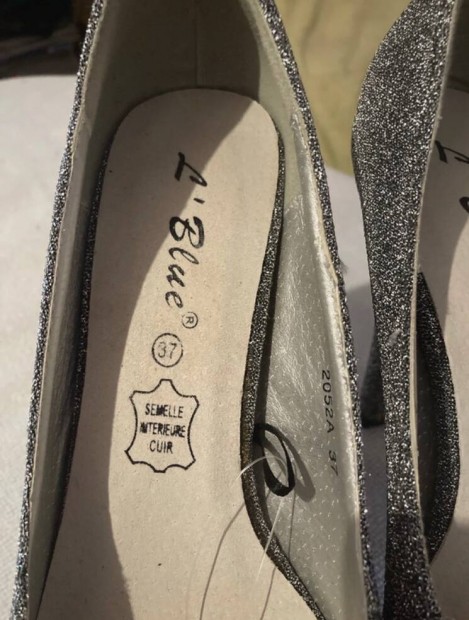 L'Blue®
37
SEMELLE
INTERIEURE
CUIR
2052A 37